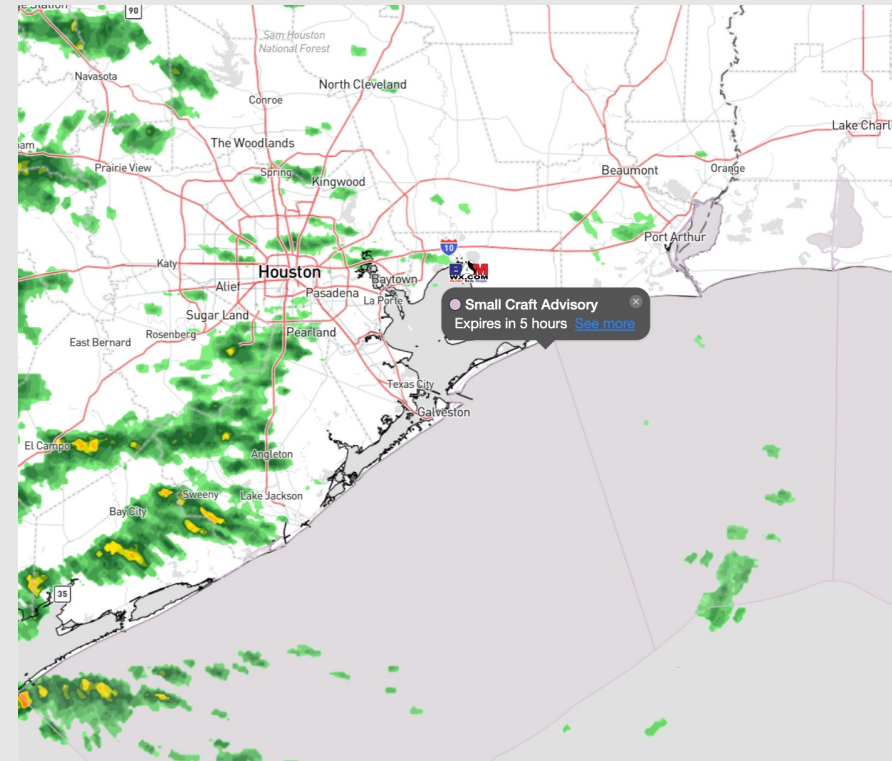 e Station
90
Sam Houston
National Forest
Navasota
North Cleveland
Conroe
Lake Charl
The Woodlands
ham
Prairie View
Spring
Kingwood
Beaumont
Orange
Port Arthur
10
Katy
Houston
Baytown
WX.COM
Alief
Pasadena
La Porte
Small Craft Advisory
Expires in 5 hours See more
Sugar Land
Rosenberg
Pearland
East Bernard
Texas City
Galveston
El Campo
Angleton
Sweeny
Lake Jackson
Bay City
35